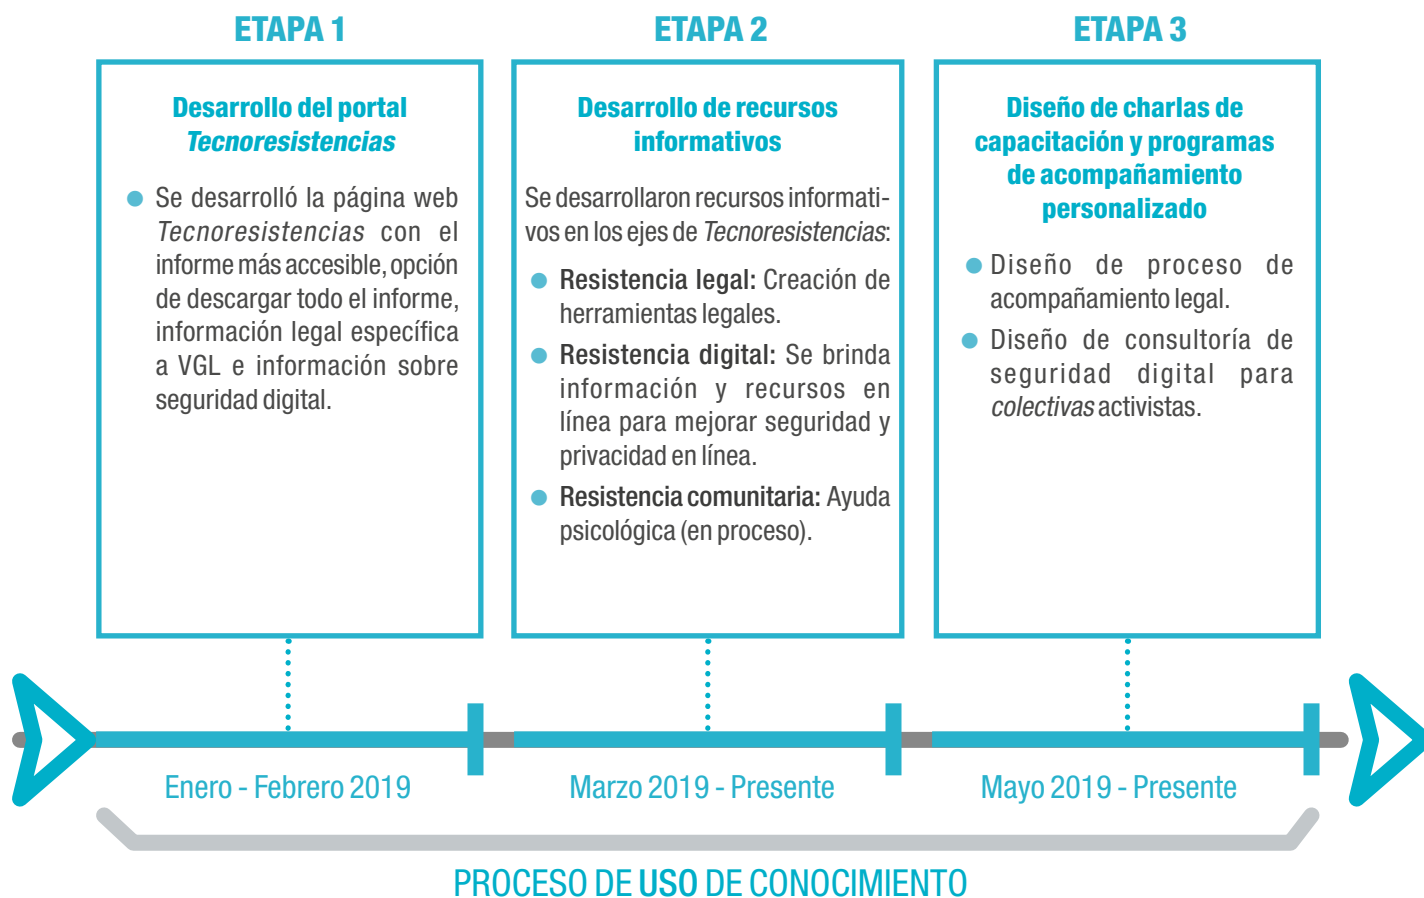 ETAPA 1
Desarrollo del portal
Tecnoresistencias
Se desarrolló la página web
Tecnoresistencias con el
informe más accesible, opción
de descargar todo el informe,
información legal específica
a VGL e información sobre
seguridad digital.
Enero - Febrero 2019
ETAPA 2
Desarrollo de recursos
informativos
Se desarrollaron recursos informati-
vos en los ejes de Tecnoresistencias:
Resistencia legal: Creación de
herramientas legales.
Resistencia digital: Se brinda
información y recursos en
línea para mejorar seguridad y
privacidad en línea.
Resistencia comunitaria: Ayuda
psicológica (en proceso).
Marzo 2019 - Presente
ETAPA 3
Diseño de charlas de
capacitación y programas
de acompañamiento
personalizado
Diseño de proceso de
acompañamiento legal.
Diseño de consultoría de
seguridad digital para
colectivas activistas.
Mayo 2019 - Presente
PROCESO DE USO DE CONOCIMIENTO